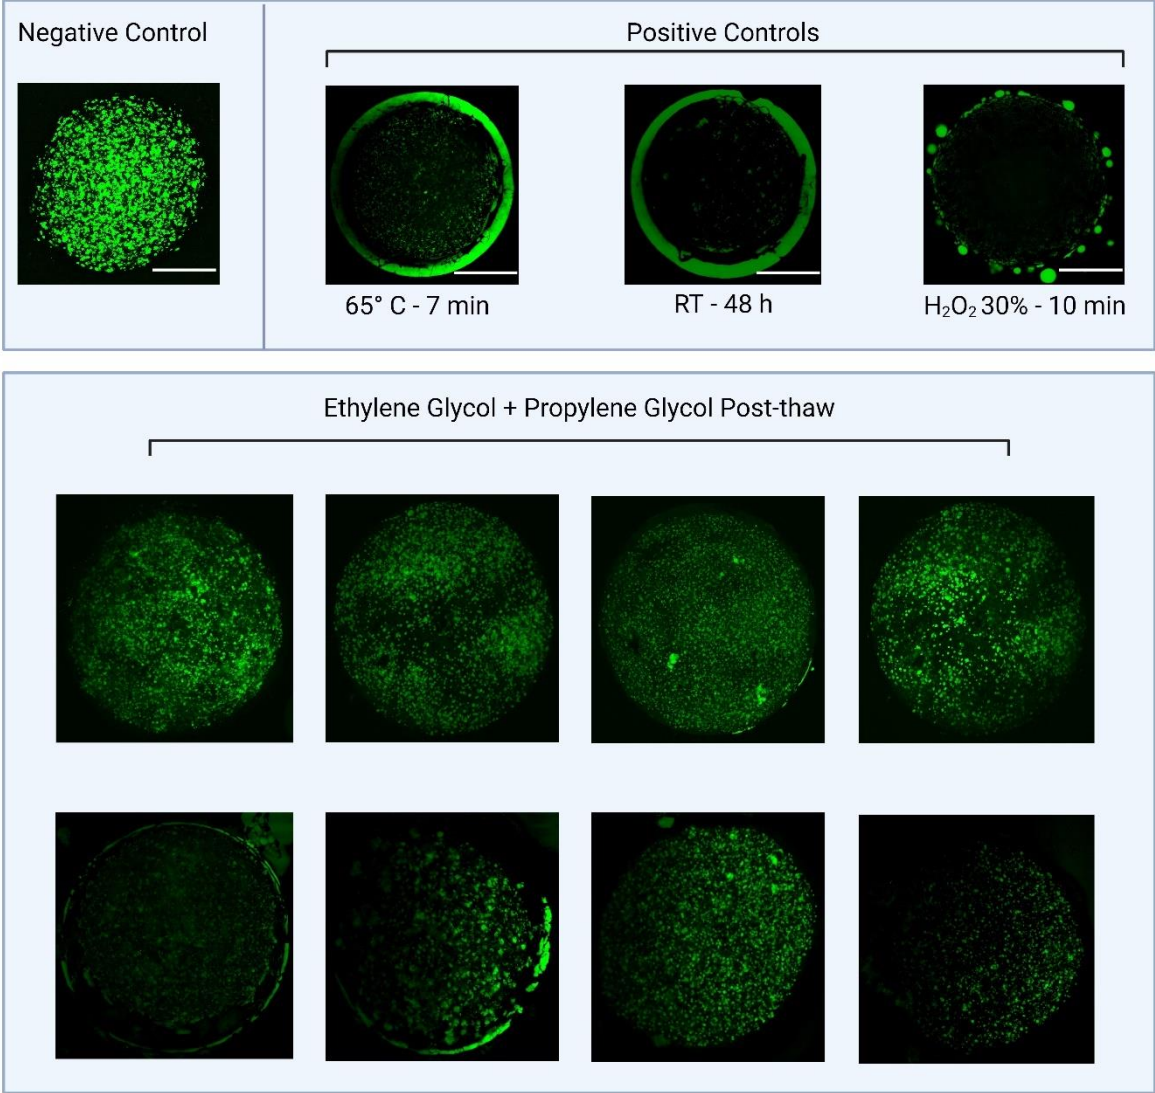 Negative Control
Positive Controls
65° C - 7 min
RT - 48 h
H₂O₂ 30% - 10 min
Ethylene Glycol + Propylene Glycol Post-thaw